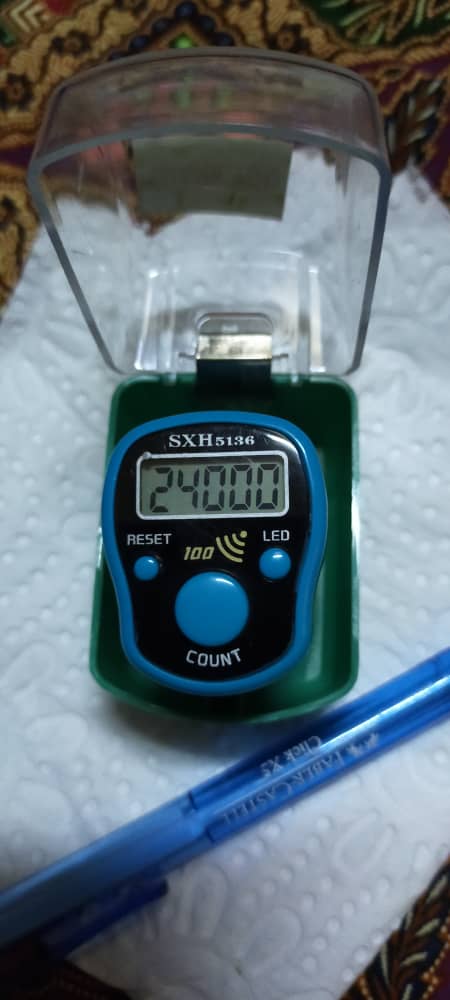 SXH5136
24000
RESET
LED
100
COUNT
FABER-CASTELL
Click X5